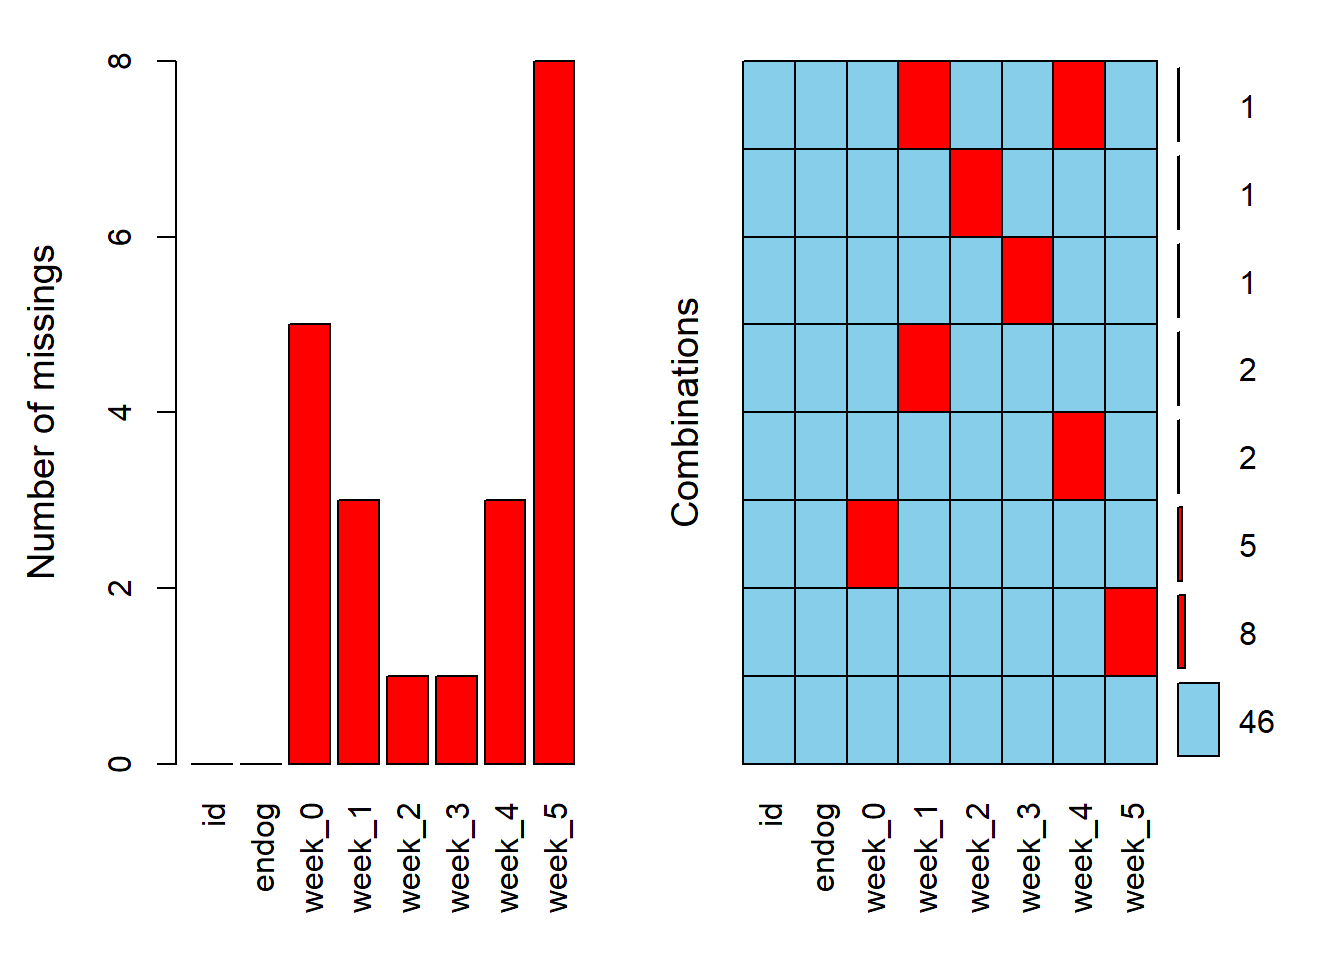 Number of missings
8
6
4
2
0
id
endog
week_0
week_1
week_2
week_3
week_4
week_5
Combinations
1
1
1
2
2
5
8
46
id
endog
week_0
week_1
week_2
week_3
week_4
week_5